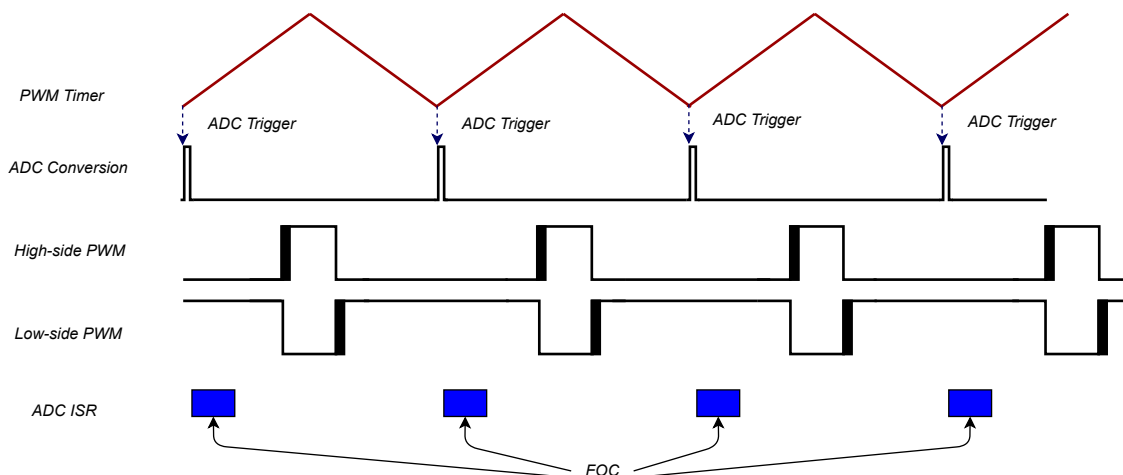 PWM Timer
ADC Trigger
ADC Trigger
ADC Trigger
ADC Trigger
ADC Conversion
High-side PWM
Low-side PWM
ADC ISR
FOC